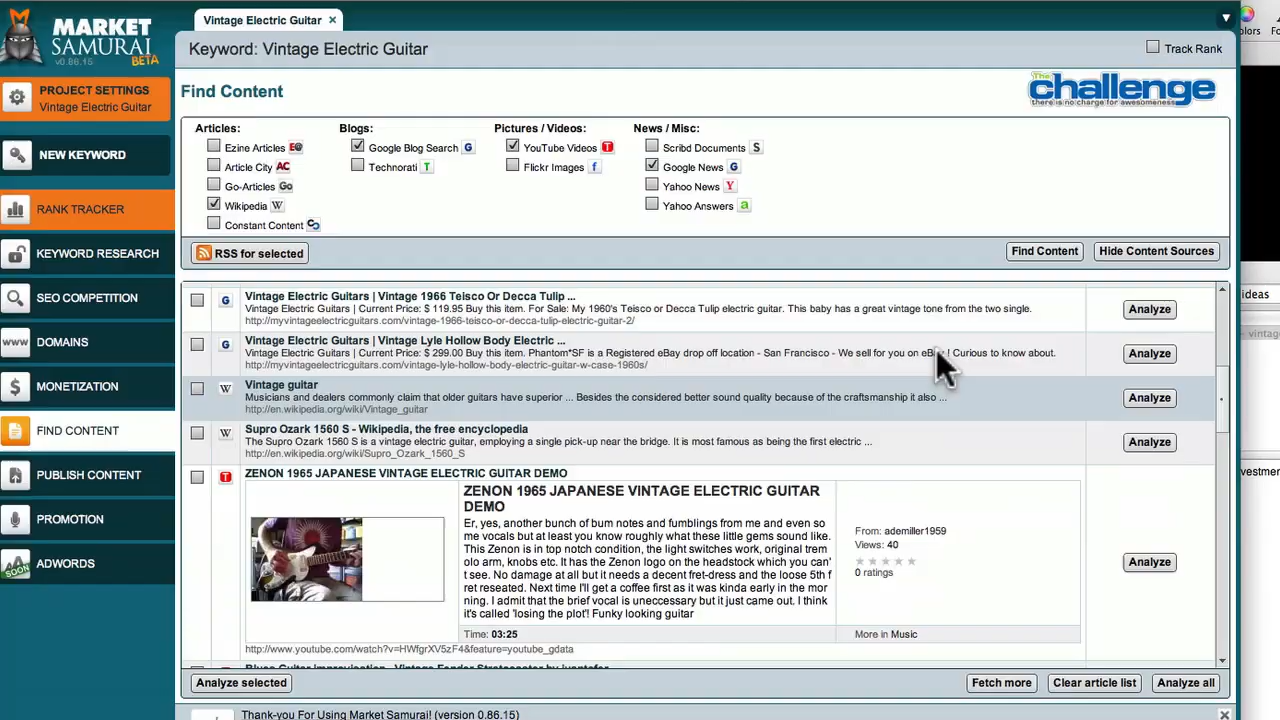 MARKET
SAMURAI
v0.86.15 BETA
Vintage Electric Guitar ×
Keyword: Vintage Electric Guitar
Track Rank
PROJECT SETTINGS
Vintage Electric Guitar
NEW KEYWORD
RANK TRACKER
KEYWORD RESEARCH
SEO COMPETITION
www DOMAINS
MONETIZATION
FIND CONTENT
PUBLISH CONTENT
PROMOTION
SOON ADWORDS
Find Content
The challenge
there is no charge for awesomeness
Articles:
Ezine Articles E@
Article City AC
Go-Articles Go
Wikipedia W
Constant Content
Blogs:
Google Blog Search G
Technorati T
Pictures / Videos:
YouTube Videos T
Flickr Images f
News / Misc:
Scribd Documents S
Google News G
Yahoo News Y
Yahoo Answers a
RSS for selected
Find Content
Hide Content Sources
G Vintage Electric Guitars | Vintage 1966 Teisco Or Decca Tulip ...
Vintage Electric Guitars | Current Price: $ 119.95 Buy this item. For Sale: My 1960's Teisco or Decca Tulip electric guitar. This baby has a great vintage tone from the two single.
http://myvintageelectricguitars.com/vintage-1966-teisco-or-decca-tulip-electric-guitar-2/
Analyze
G Vintage Electric Guitars | Vintage Lyle Hollow Body Electric ...
Vintage Electric Guitars | Current Price: $ 299.00 Buy this item. Phantom*SF is a Registered eBay drop off location - San Francisco - We sell for you on ! Curious to know about.
http://myvintageelectricguitars.com/vintage-lyle-hollow-body-electric-guitar-w-case-1960s/
Analyze
W Vintage guitar
Musicians and dealers commonly claim that older guitars have superior ... Besides the considered better sound quality because of the craftsmanship it also ...
http://en.wikipedia.org/wiki/Vintage_guitar
Analyze
W Supro Ozark 1560 S - Wikipedia, the free encyclopedia
The Supro Ozark 1560 S is a vintage electric guitar, employing a single pick-up near the bridge. It is most famous as being the first electric ...
http://en.wikipedia.org/wiki/Supro_Ozark_1560_S
Analyze
T ZENON 1965 JAPANESE VINTAGE ELECTRIC GUITAR DEMO
ZENON 1965 JAPANESE VINTAGE ELECTRIC GUITAR
DEMO
Er, yes, another bunch of bum notes and fumblings from me and even so
me vocals but at least you know roughly what these little gems sound like.
This Zenon is in top notch condition, the light switches work, original trem
olo arm, knobs etc. It has the Zenon logo on the headstock which you can'
t see. No damage at all but it needs a decent fret-dress and the loose 5th f
ret reseated. Next time I'll get a coffee first as it was kinda early in the mor
ning. I admit that the brief vocal is uneccessary but it just came out. I think
it's called 'losing the plot'! Funky looking guitar
Time: 03:25
From: ademiller1959
Views: 40
0 ratings
More in Music
Analyze
http://www.youtube.com/watch?v=HWfgrXV5zF4&feature=youtube_gdata
Analyze selected
Fetch more
Clear article list
Analyze all
Thank-you For Using Market Samurai! (version 0.86.15)
ideas